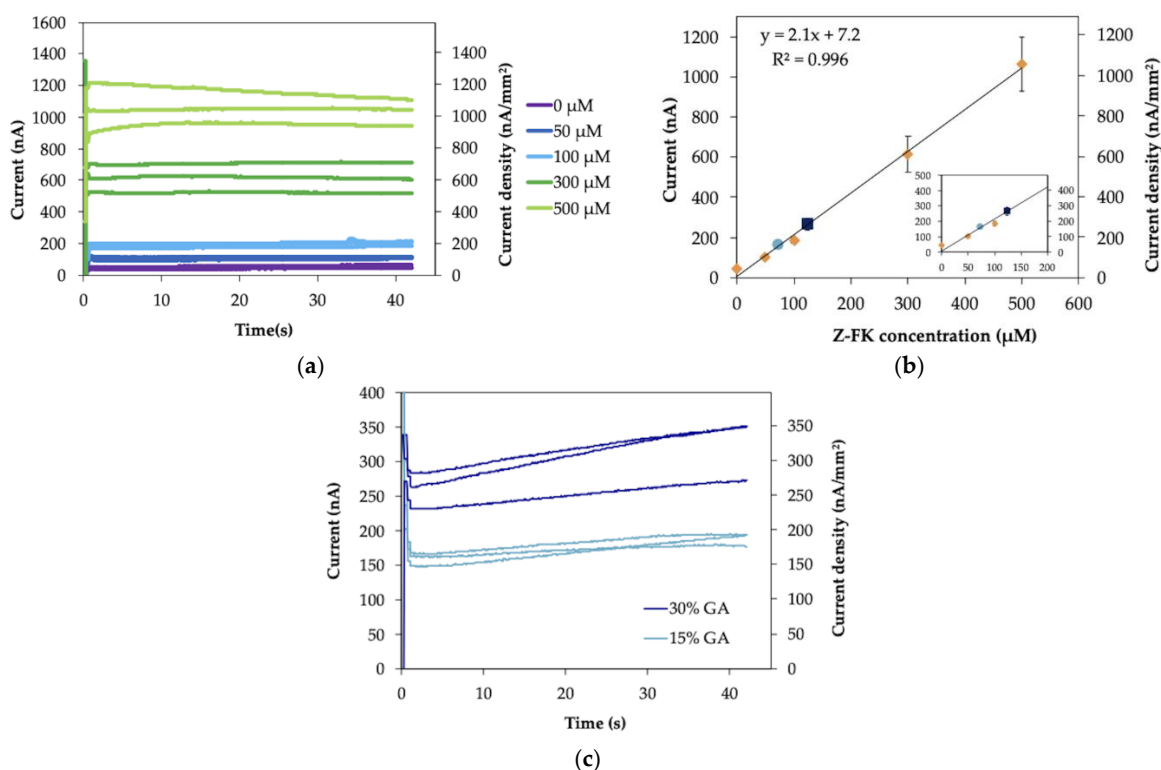 1600
1400
1200
1000
800
600
400
200
0
Current (nA)
1400
1200
1000
800
600
400
200
0
Current density (nA/mm²)
0 μM
50 μM
100 μM
300 μM
500 μM
0 10 20 30 40
Time(s)
(a)
y = 2.1x + 7.2
R² = 0.996
1200
1000
800
600
400
200
0
Current (nA)
1200
1000
800
600
400
200
0
Current density (nA/mm²)
500
400
300
200
100
0
400
300
200
100
0
0 50 100 150 200
0 100 200 300 400 500 600
Z-FK concentration (μM)
(b)
400
350
300
250
200
150
100
50
0
Current (nA)
350
300
250
200
150
100
50
0
Current density (nA/mm²)
30% GA
15% GA
0 10 20 30 40
Time (s)
(c)